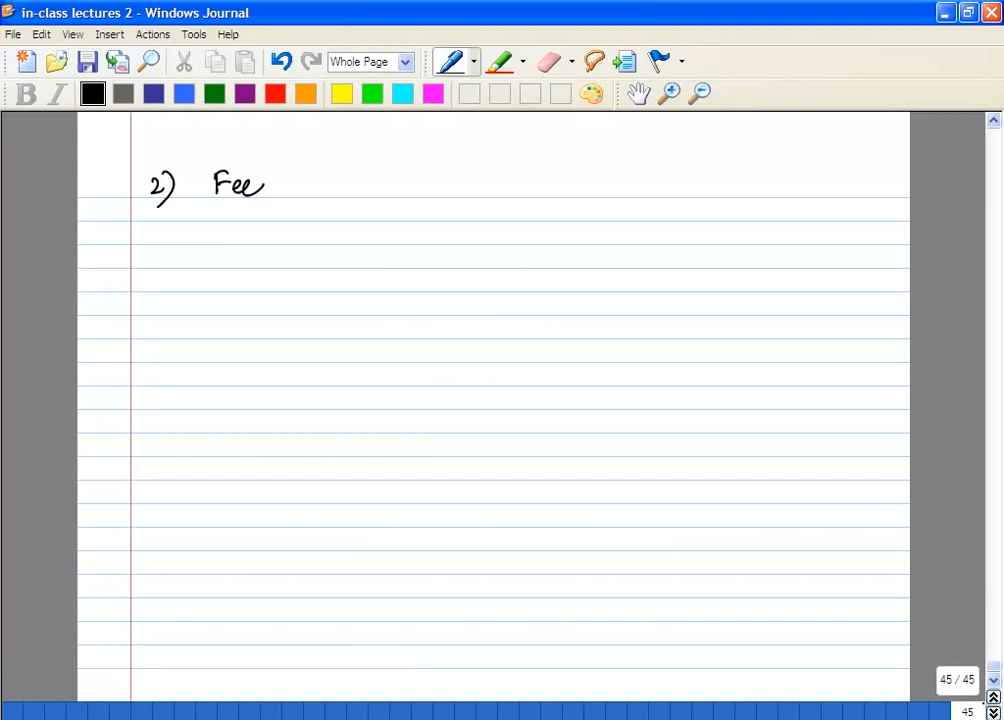 in-class lectures 2 - Windows Journal
File Edit View Insert Actions Tools Help
Whole Page
B I
2) Fee
45 / 45
45